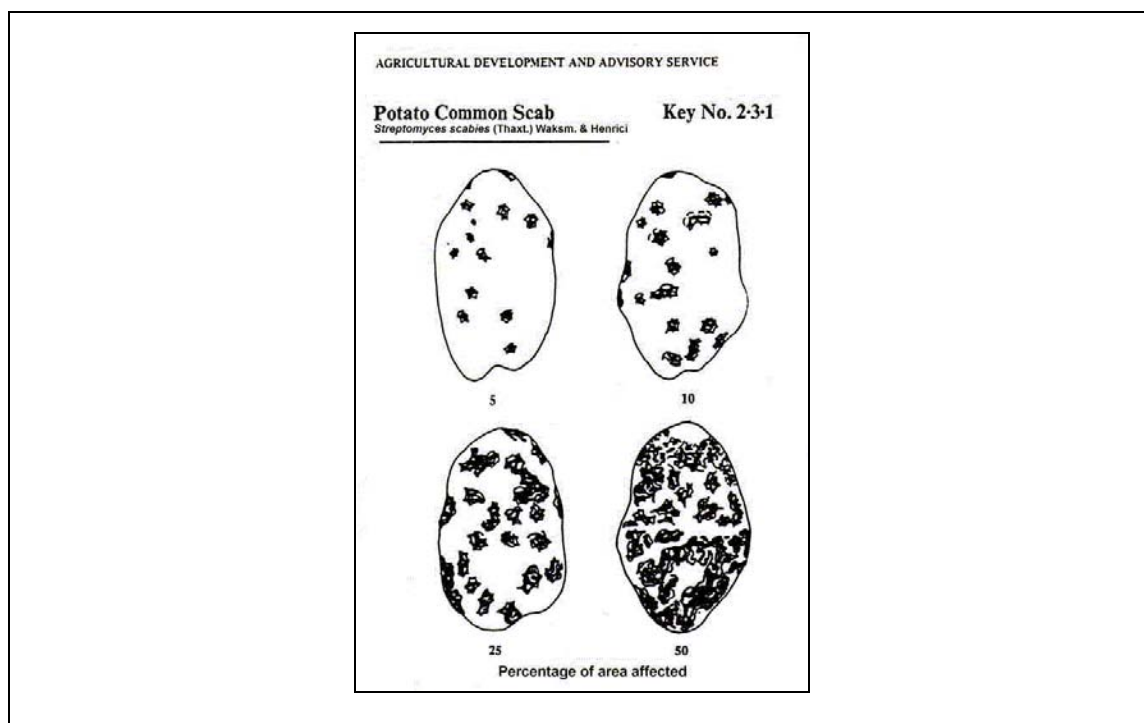 AGRICULTURAL DEVELOPMENT AND ADVISORY SERVICE
Potato Common Scab Key No. 2·3·1
Streptomyces scabies (Thaxt.) Waksm. & Henrici
5 10
25 50
Percentage of area affected